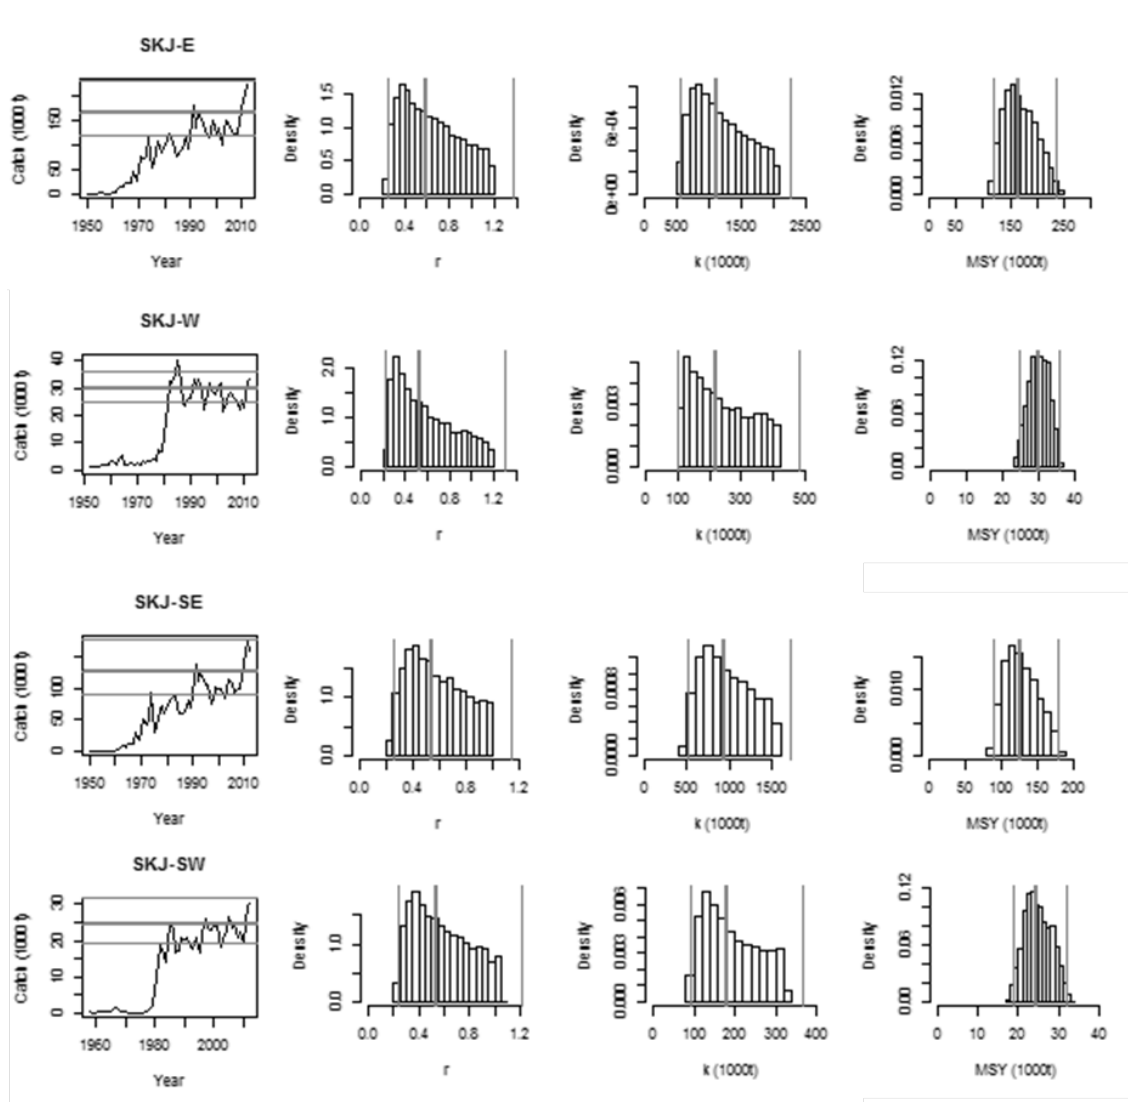 SKJ-E
Catch (1000 t)
0 50 150
1950 1970 1990 2010
Year
Density
0.0 0.5 1.0 1.5
0.0 0.4 0.8 1.2
r
Density
0e+00 6e-04
0 500 1500 2500
k (1000t)
Density
0.000 0.006 0.012
0 50 150 250
MSY (1000t)
SKJ-W
Catch (1000 t)
0 10 20 30 40
1950 1970 1990 2010
Year
Density
0.0 1.0 2.0
0.0 0.4 0.8 1.2
r
Density
0.000 0.003
0 100 300 500
k (1000t)
Density
0.00 0.06 0.12
0 10 20 30 40
MSY (1000t)
SKJ-SE
Catch (1000 t)
0 50 100
1950 1970 1990 2010
Year
Density
0.0 1.0
0.0 0.4 0.8 1.2
r
Density
0.0000 0.0008
0 500 1000 1500
k (1000t)
Density
0.000 0.010
0 50 100 150 200
MSY (1000t)
SKJ-SW
Catch (1000 t)
0 10 20 30
1960 1980 2000
Year
Density
0.0 1.0
0.0 0.4 0.8 1.2
r
Density
0.000 0.003 0.006
0 100 200 300 400
k (1000t)
Density
0.00 0.06 0.12
0 10 20 30 40
MSY (1000t)